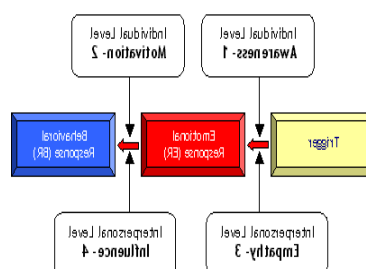 Individual Level
1 -Awareness
Individual Level
2 -Motivation
Trigger
Emotional
Response (ER)
Behavioral
Response (BR)
Interpersonal Level
3 -Empathy
Interpersonal Level
4 -Influence